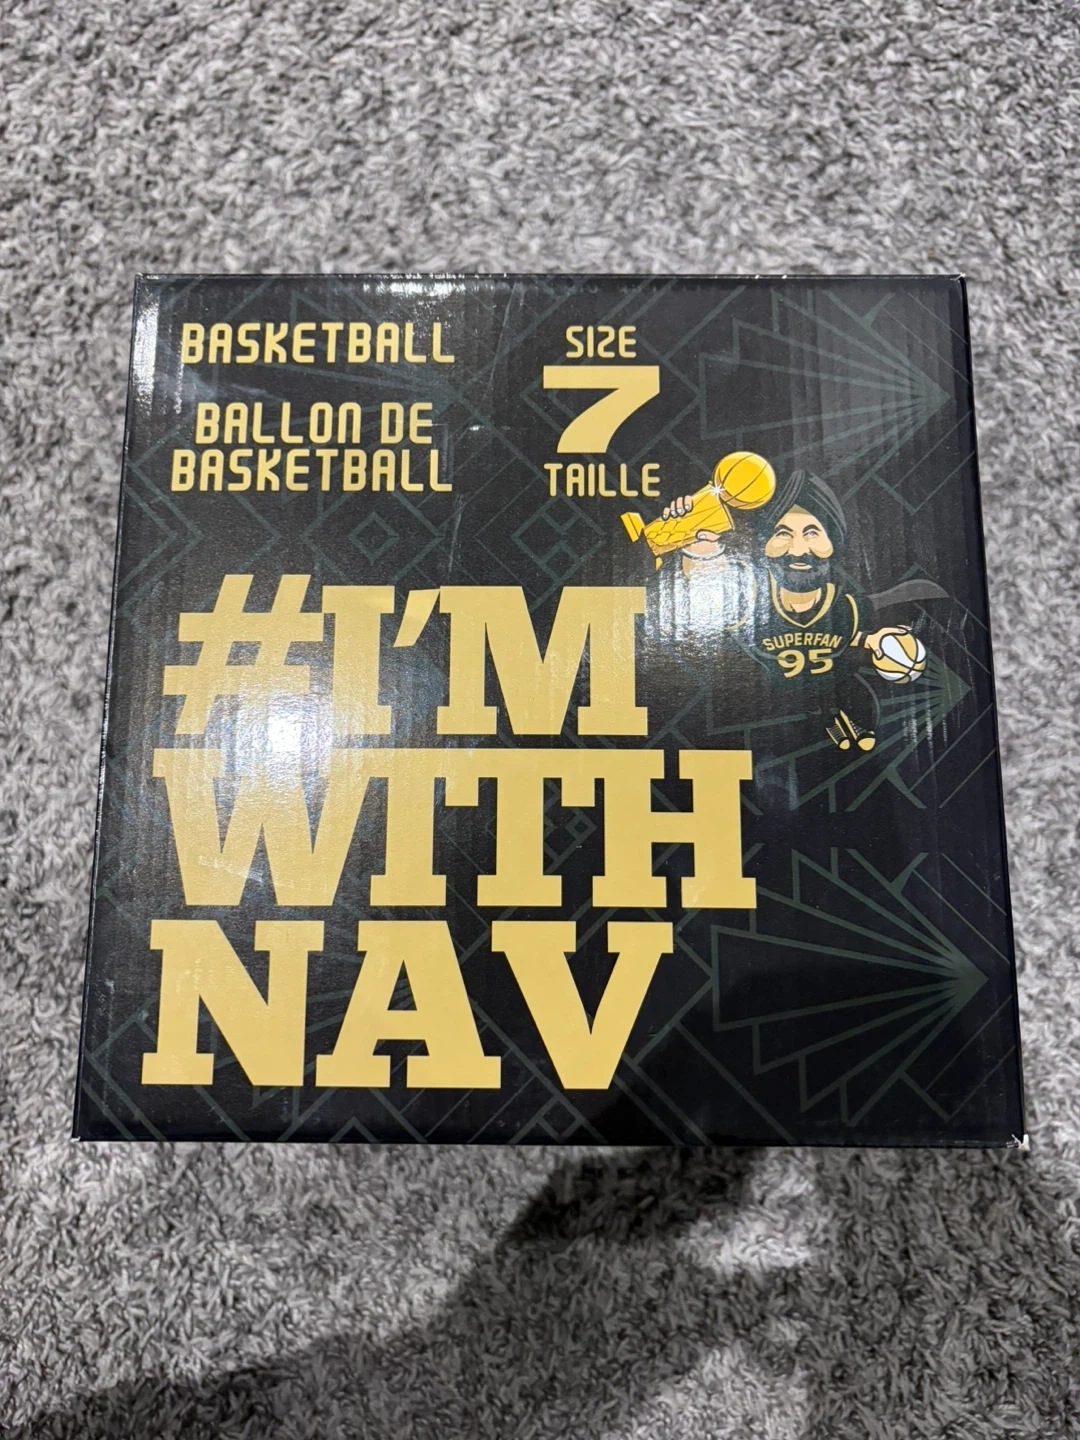 BASKETBALL
BALLON DE
BASKETBALL
SIZE
7
TAILLE
SUPERFAN
95
#I'M
WITH
NAV